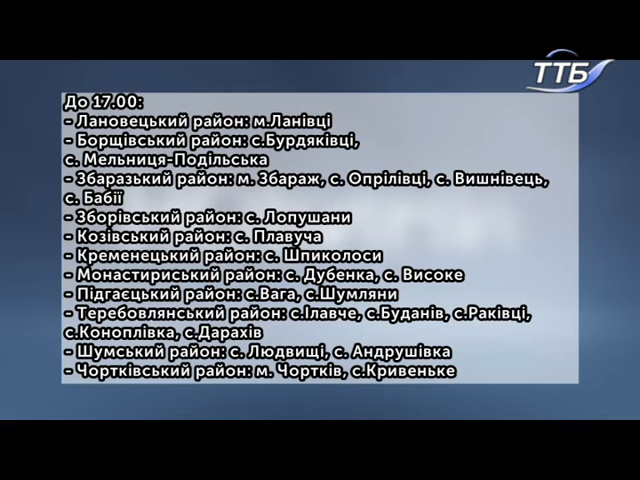 ТТБ
До 17.00:
- Лановецький район: м.Ланівці
- Борщівський район: с.Бурдяківці,
с. Мельниця-Подільська
- Збаразький район: м. Збараж, с. Опрілівці, с. Вишнівець,
с. Бабії
- Зборівський район: с. Лопушани
- Козівський район: с. Плавуча
- Кременецький район: с. Шпиколоси
- Монастириський район: с. Дубенка, с. Високе
- Підгаєцький район: с.Вага, с.Шумляни
- Теребовлянський район: с.Ілавче, с.Буданів, с.Раківці,
с.Коноплівка, с.Дарахів
- Шумський район: с. Людвищі, с. Андрушівка
- Чортківський район: м. Чортків, с.Кривеньке